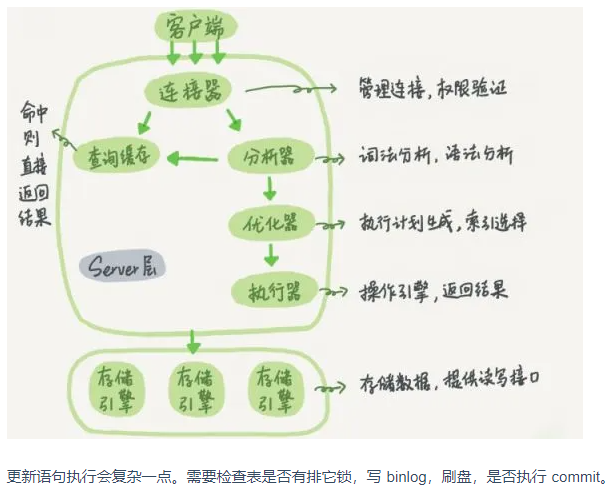 客户端
连接器
管理连接,权限验证
命中
则
直接
返回
结果
查询缓存
分析器
词法分析,语法分析
优化器
执行计划生成,索引选择
Server层
执行器
操作引擎,返回结果
存储
引擎
存储
引擎
存储
引擎
存储数据,提供读写接口
更新语句执行会复杂一点。需要检查表是否有排它锁，写 binlog，刷盘，是否执行 commit。